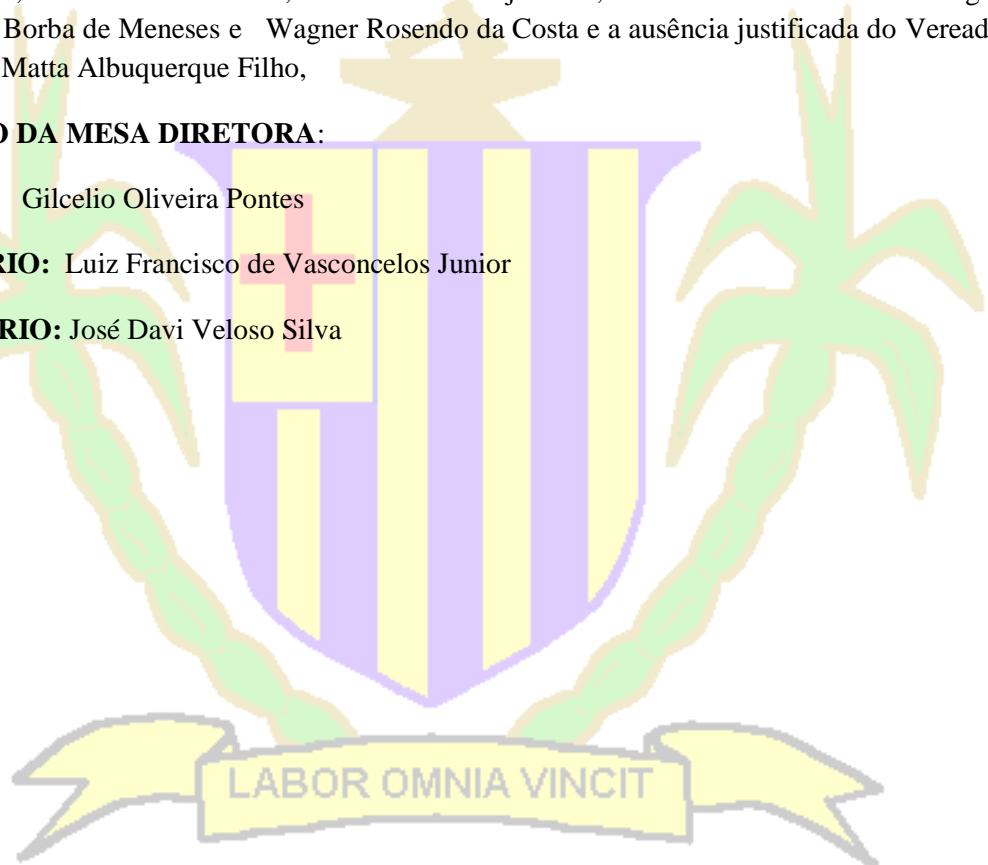 Borba de Meneses e Wagner Rosendo da Costa e a ausência justificada do Veread
Matta Albuquerque Filho,
O DA MESA DIRETORA:
Gilcelio Oliveira Pontes
RIO: Luiz Francisco de Vasconcelos Junior
RIO: José Davi Veloso Silva
LABOR OMNIA VINCIT